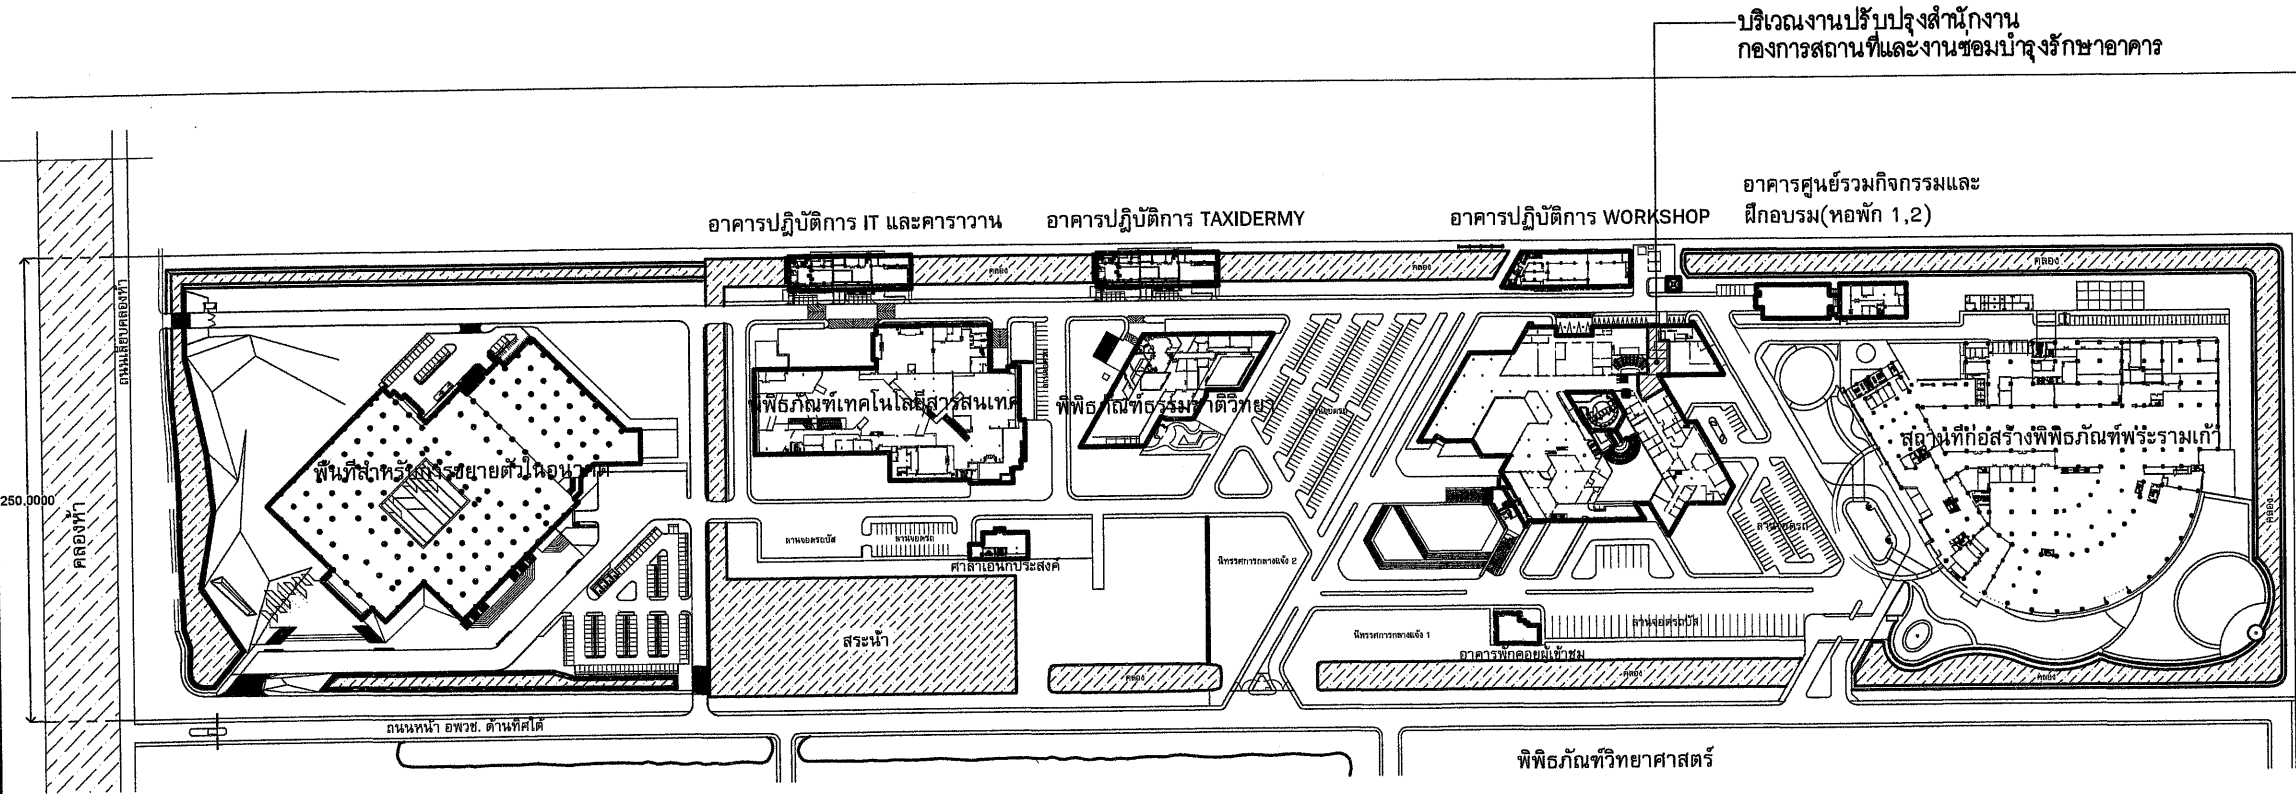 บริเวณงานปรับปรุงสำนักงาน
กองการสถานที่และงานซ่อมบำรุงรักษาอาคาร
อาคารศูนย์รวมกิจกรรมและ
ฝึกอบรม(หอพัก 1,2)
อาคารปฎิบัติการ IT และคาราวาน
อาคารปฎิบัติการ TAXIDERMY
อาคารปฎิบัติการ WORKSHOP
คลอง
คลอง
คลอง
ถนนเลียบคลองห้า
พิพิธภัณฑ์เทคโนโลยีสารสนเทศ
พิพิธภัณฑ์ธรรมชาติวิทยา
ลานจอดรถ
สถานที่ก่อสร้างพิพิธภัณฑ์พระรามเก้า
พื้นที่สำหรับการขยายตัวในอนาคต
250.0000
คลองห้า
คลอง
ลานจอดรถ
ลานจอดรถบัส
ลานจอดรถ
ศาลาเอนกประสงค์
นิทรรศการกลางแจ้ง 2
สระน้ำ
นิทรรศการกลางแจ้ง 1
ลานจอดรถบัส
อาคารพักคอยผู้เข้าชม
คลอง
คลอง
คลอง
ถนนหน้า อพวช. ด้านทิศใต้
พิพิธภัณฑ์วิทยาศาสตร์